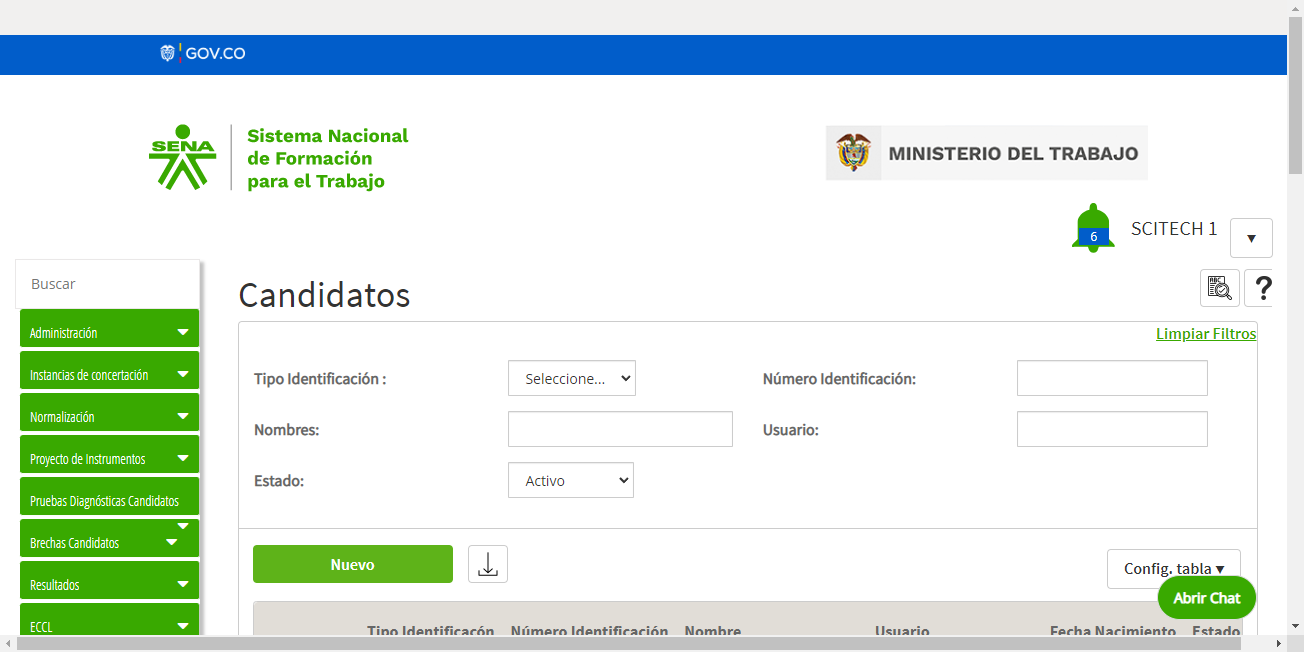 GOV.CO
SENA
Sistema Nacional
de Formación
para el Trabajo
MINISTERIO DEL TRABAJO
6
SCITECH 1 ▼
Buscar
Administración
Instancias de concertación
Normalización
Proyecto de Instrumentos
Pruebas Diagnósticas Candidatos
Brechas Candidatos
Resultados
ECCL
Candidatos
ABC
?
Limpiar Filtros
Tipo Identificación :
Seleccione...
Número Identificación:
Nombres:
Usuario:
Estado:
Activo
Nuevo
Config. tabla ▾
Abrir Chat
Tipo Identificacón Número Identificación Nombre Usuario Fecha Nacimiento Estado